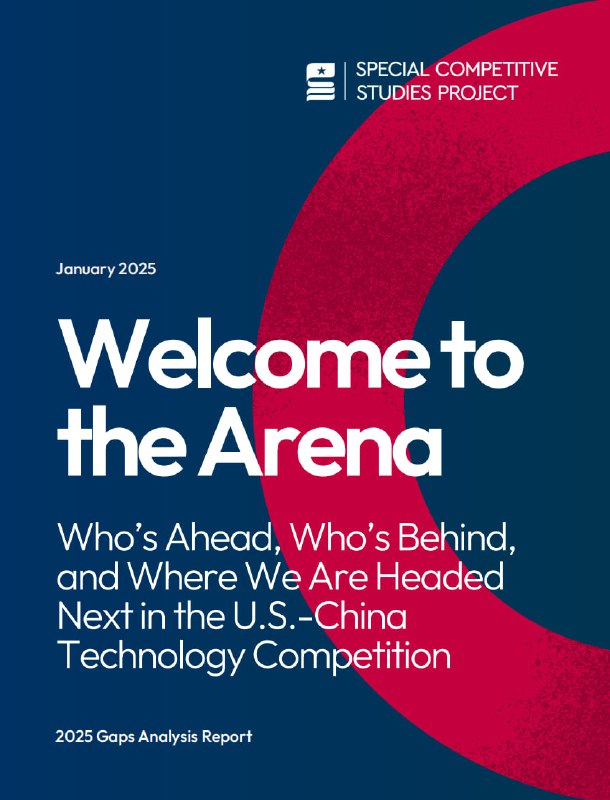 SPECIAL COMPETITIVE
STUDIES PROJECT
January 2025
Welcome to
the Arena
Who’s Ahead, Who’s Behind,
and Where We Are Headed
Next in the U.S.-China
Technology Competition
2025 Gaps Analysis Report